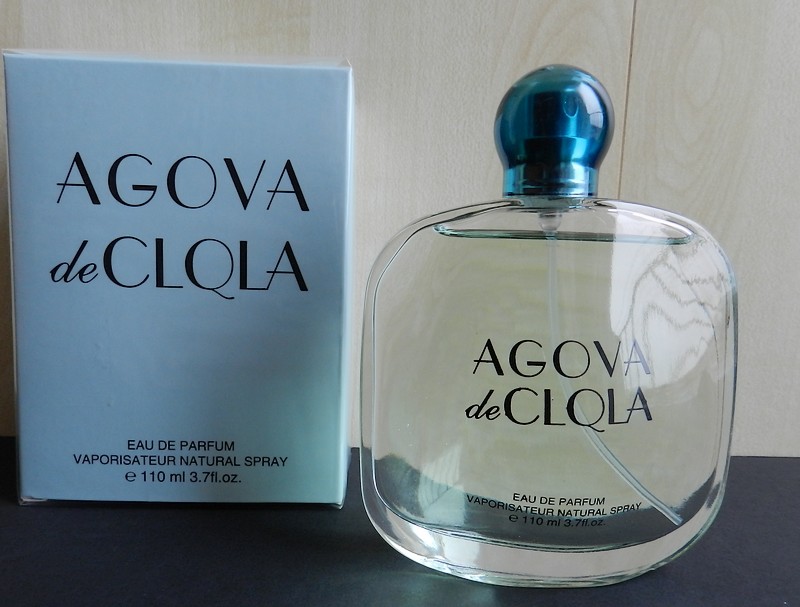 AGOVA
deCLQLA
EAU DE PARFUM
VAPORISATEUR NATURAL SPRAY
℮ 110 ml 3.7fl.oz.
AGOVA
deCLQLA
EAU DE PARFUM
VAPORISATEUR NATURAL SPRAY
℮ 110 ml 3.7fl.oz.